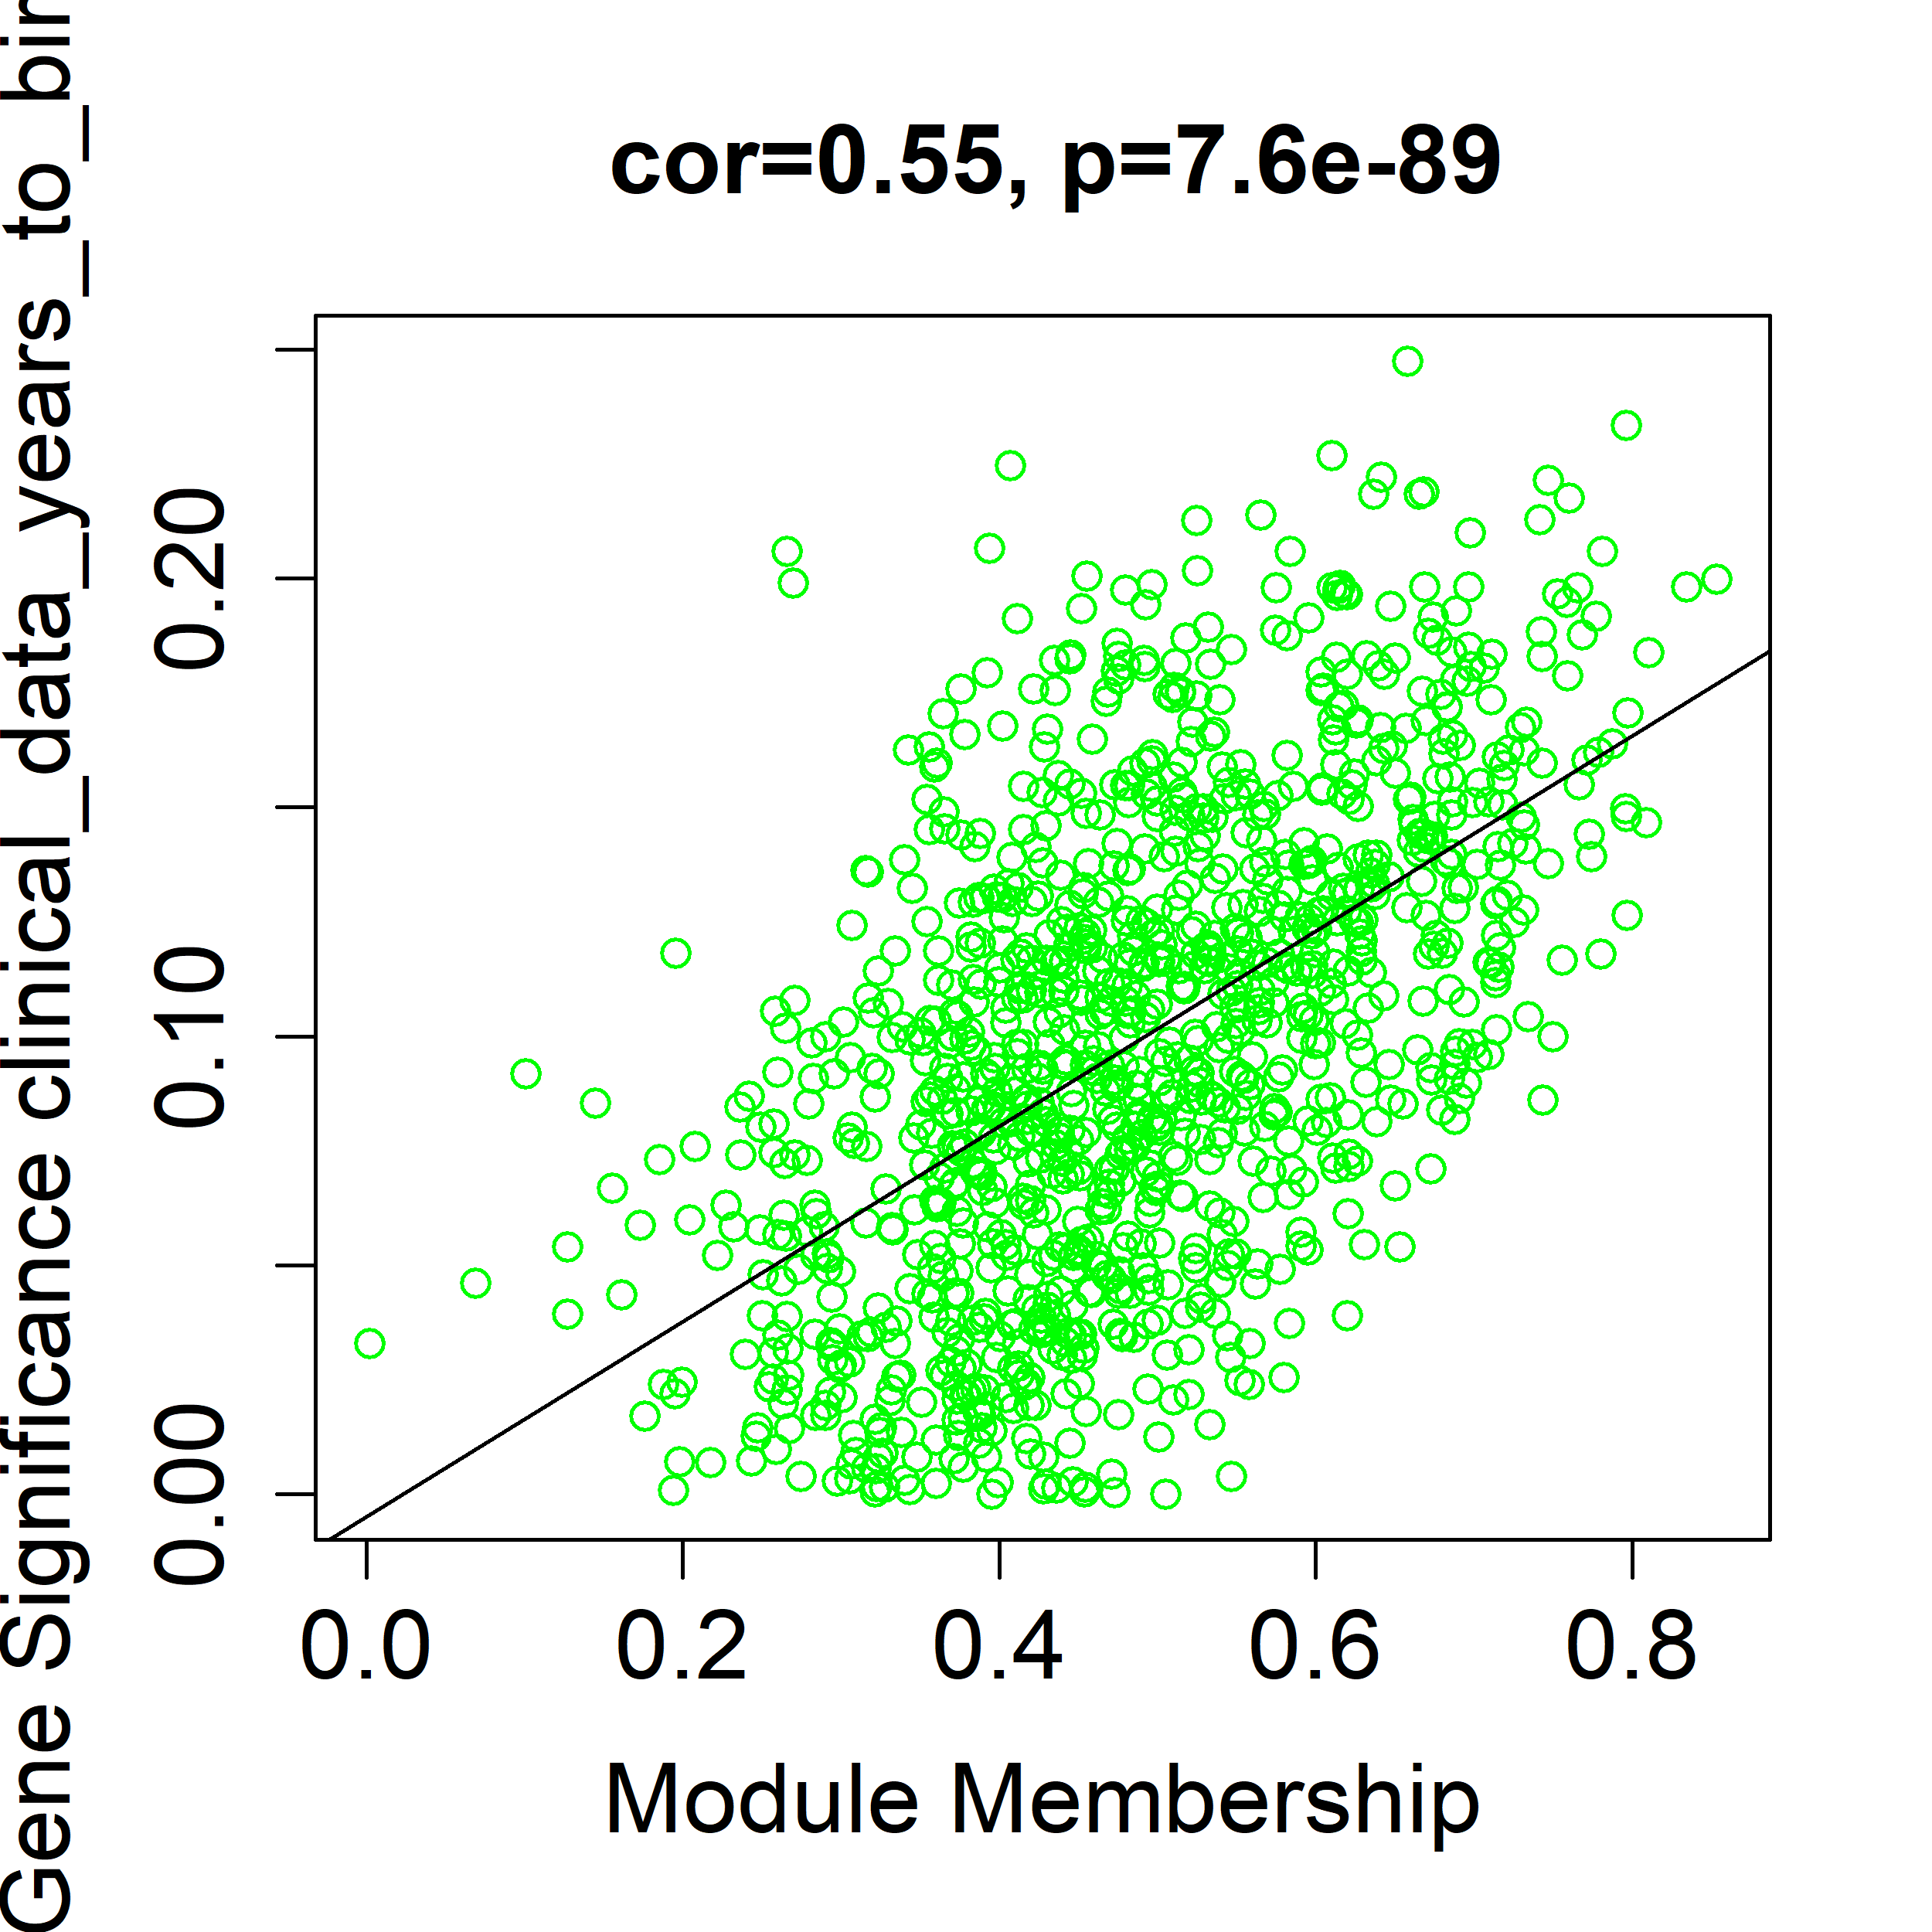 cor=0.55, p=7.6e-89
Gene Significance clinical_data_years_to_bir
0.20
0.10
0.00
0.0 0.2 0.4 0.6 0.8
Module Membership